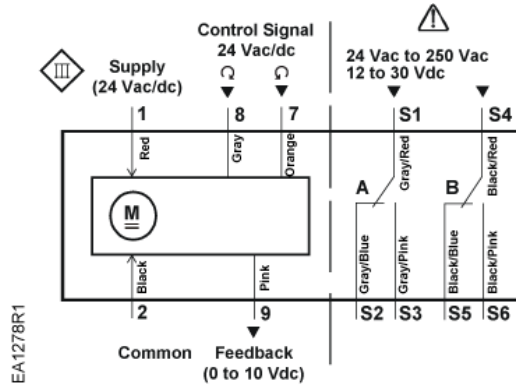 Control Signal
24 Vac/dc
III
Supply
(24 Vac/dc)
24 Vac to 250 Vac
12 to 30 Vdc
1
8
7
S1
S4
Red
Gray
Orange
Gray/Red
Black/Red
A
B
M
Black
Pink
Gray/Blue
Gray/Pink
Black/Blue
Black/Pink
2
9
S2
S3
S5
S6
Common
Feedback
(0 to 10 Vdc)
EA1278R1